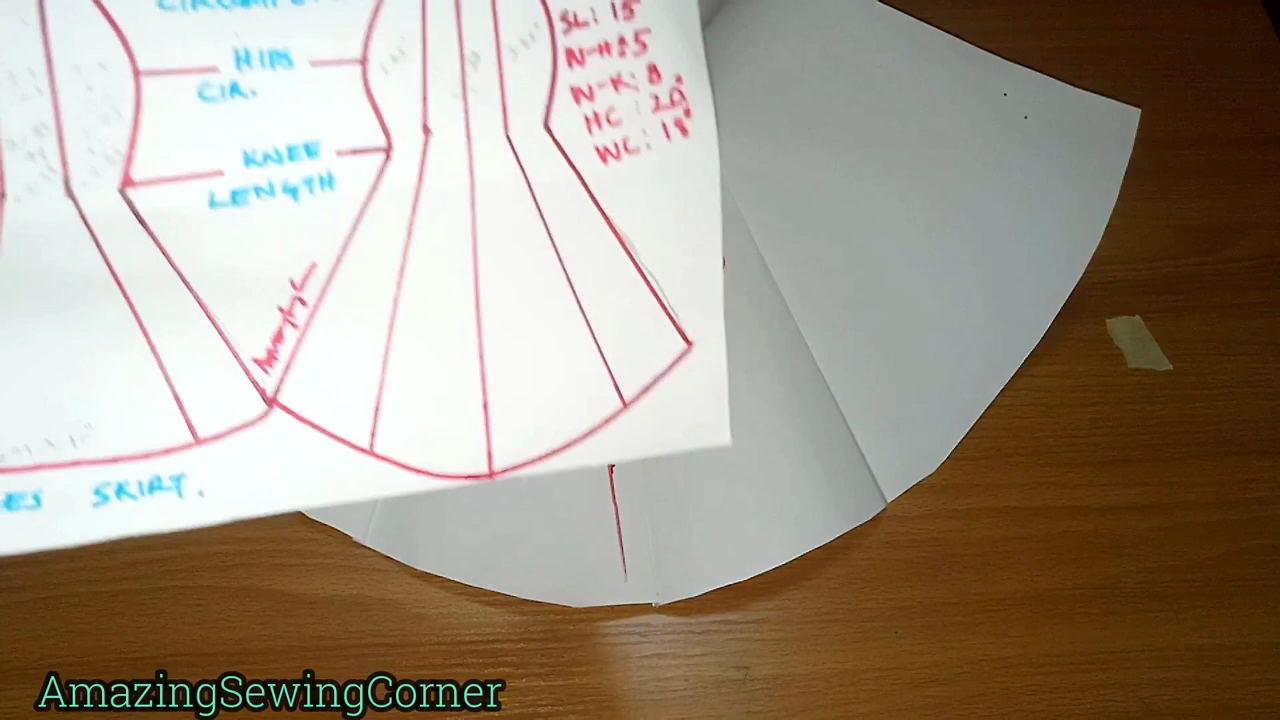 SL: 15
N-H: 5
HIPS
CIR.
N-K: 8
HC : 20"
WC: 18"
KNEE
LENGTH
SKIRT.
AmazingSewingCorner